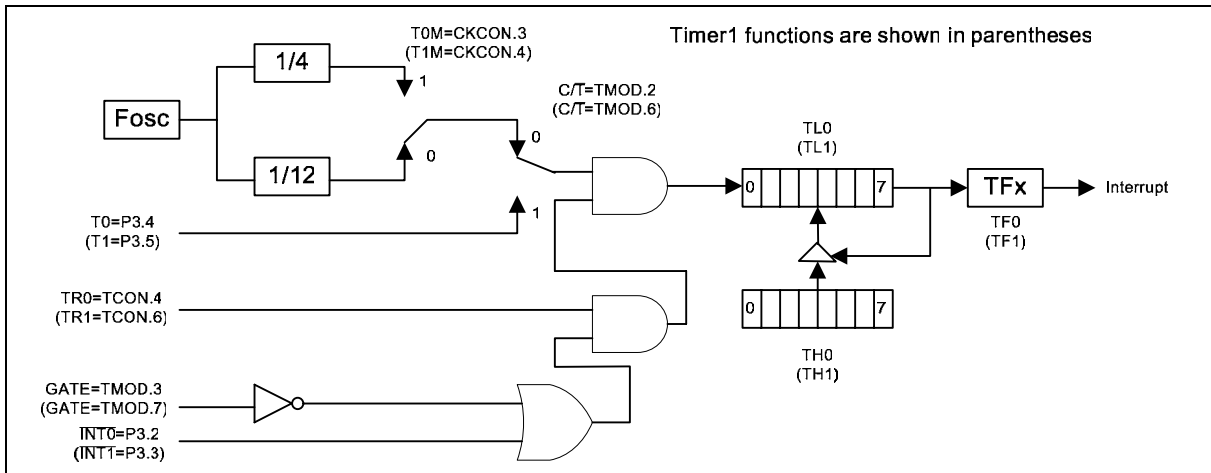 T0M=CKCON.3
(T1M=CKCON.4)
Timer1 functions are shown in parentheses
1/4
1
Fosc
C/T̅=TMOD.2
(C/T̅=TMOD.6)
0
0
1/12
TL0
(TL1)
0 7
TFx
Interrupt
TF0
(TF1)
T0=P3.4
(T1=P3.5)
1
TR0=TCON.4
(TR1=TCON.6)
0 7
TH0
(TH1)
GATE=TMOD.3
(GATE=TMOD.7)
I̅N̅T̅0̅=P3.2
(I̅N̅T̅1̅=P3.3)